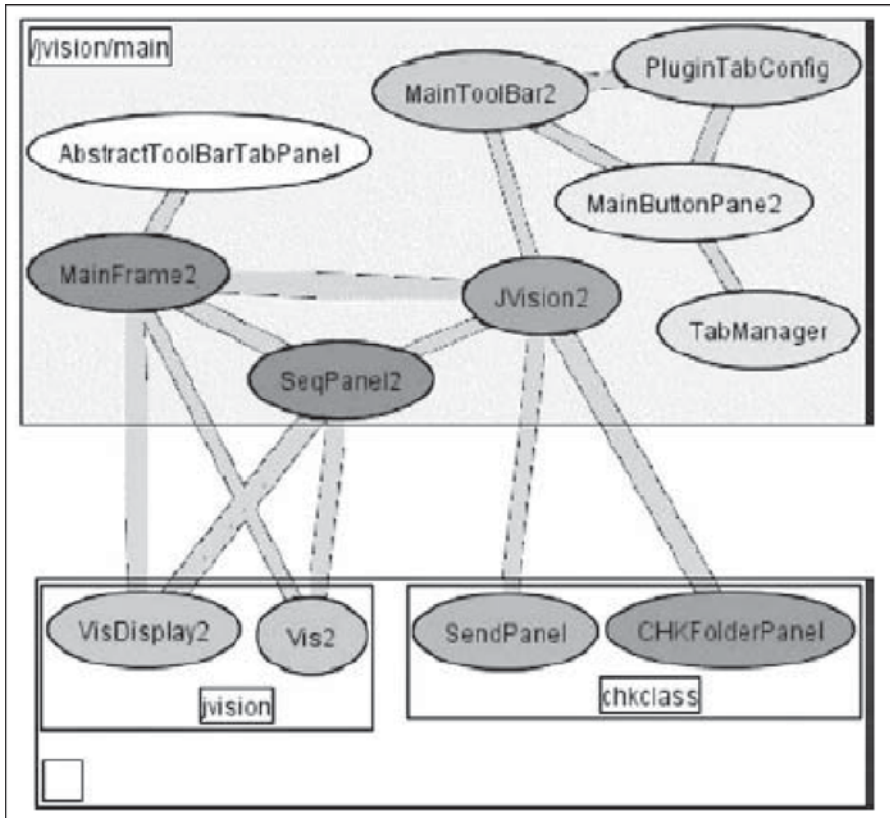 /jvision/main
MainToolBar2
PluginTabConfig
AbstractToolBarTabPanel
MainButtonPane2
MainFrame2
JVision2
TabManager
SeqPanel2
VisDisplay2
Vis2
SendPanel
CHKFolderPanel
jvision
chkclass